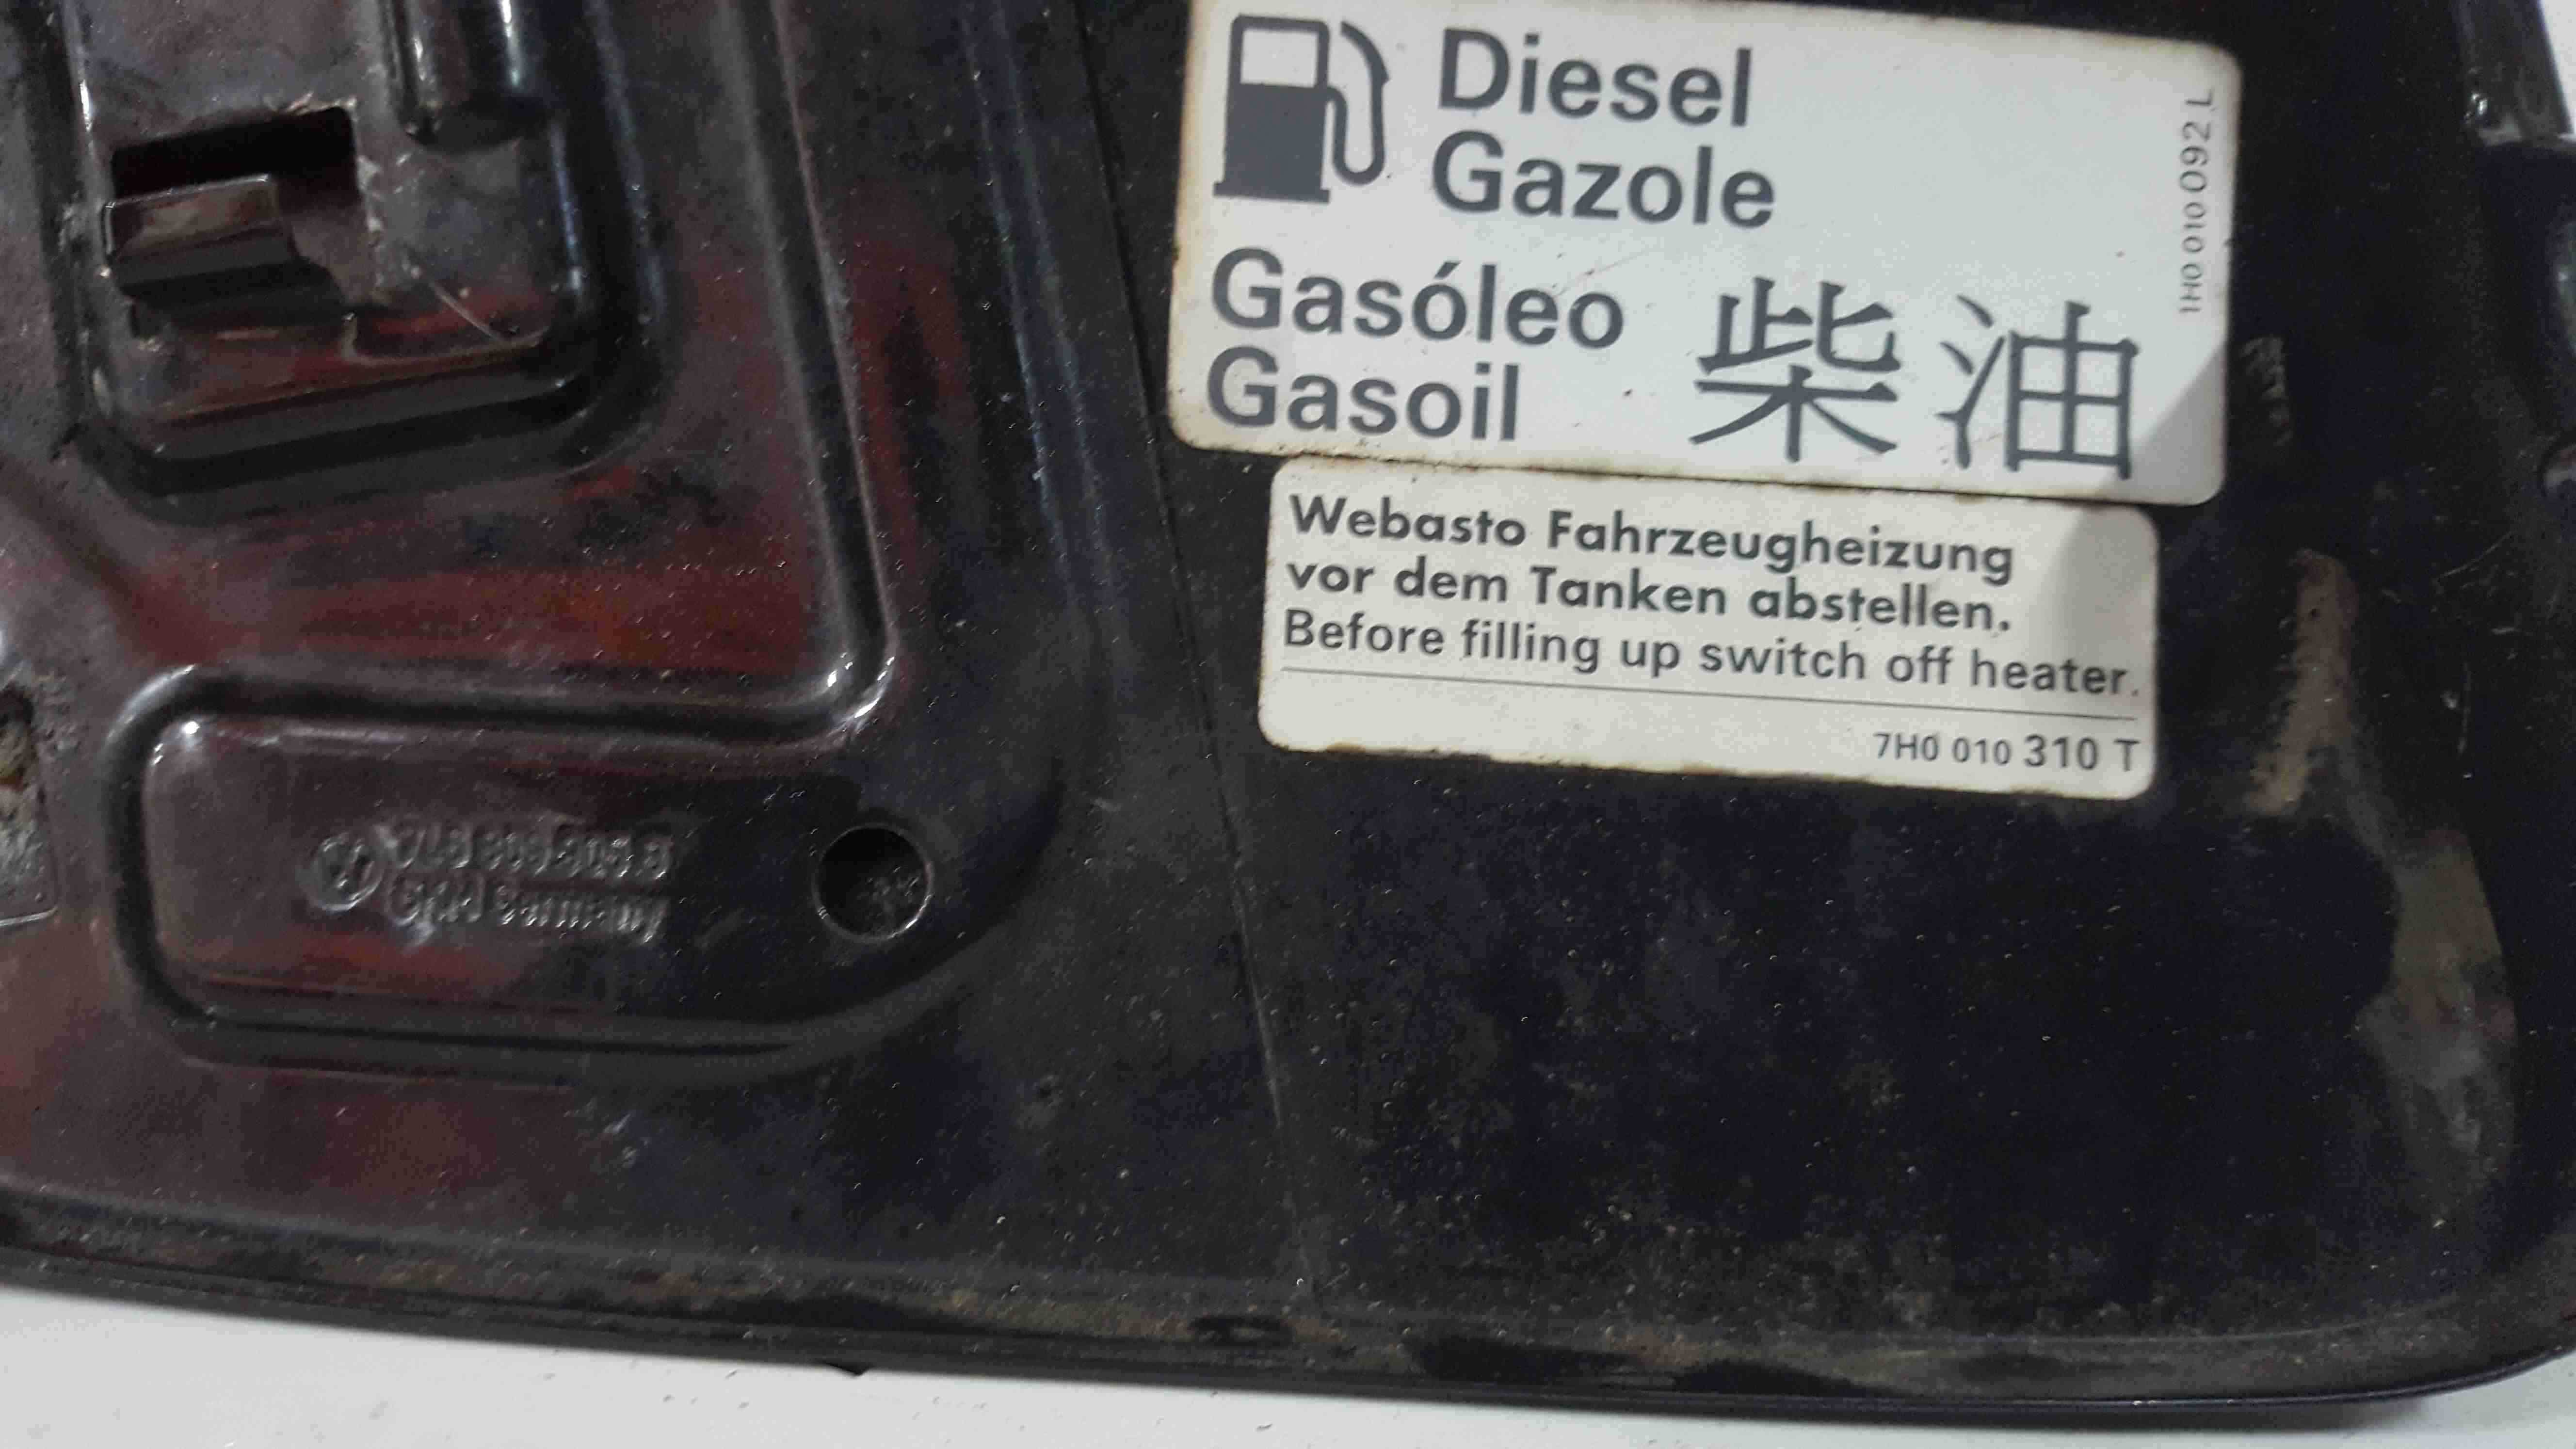 Diesel
Gazole
Gasóleo
Gasoil
柴油
1H0 010 092 L
Webasto Fahrzeugheizung
vor dem Tanken abstellen.
Before filling up switch off heater.
7H0 010 310 T
Germany